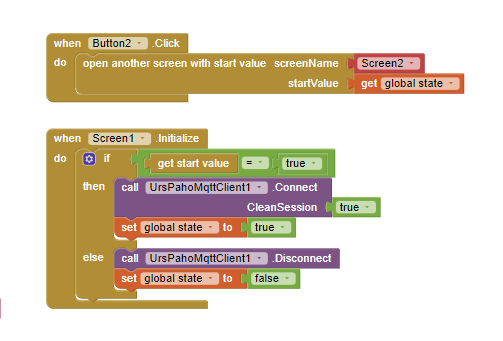 when Button2 .Click
do open another screen with start value screenName Screen2
startValue get global state
when Screen1 .Initialize
do if get start value = true
then call UrsPahoMqttClient1 .Connect
CleanSession true
set global state to true
else call UrsPahoMqttClient1 .Disconnect
set global state to false